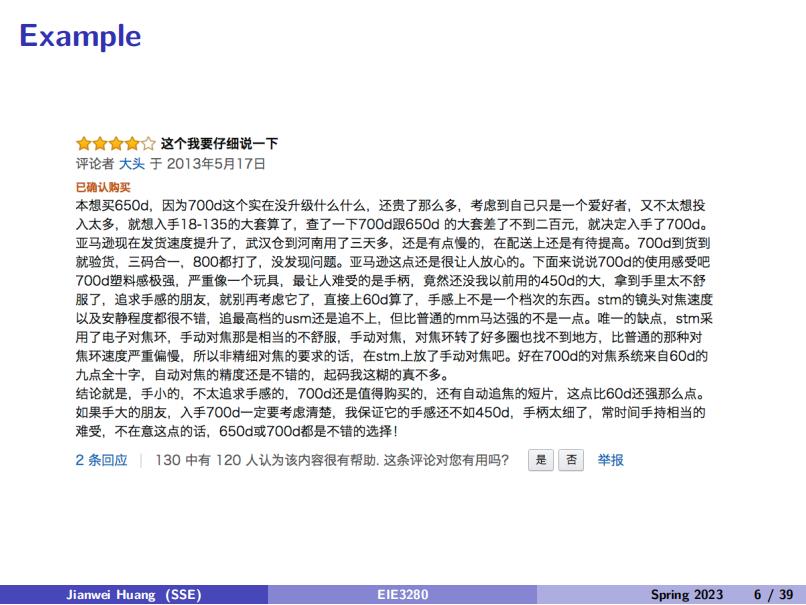 Example
这个我要仔细说一下
评论者 大头 于 2013年5月17日
已确认购买
本想买650d，因为700d这个实在没升级什么什么，还贵了那么多，考虑到自己只是一个爱好者，又不太想投
入太多，就想入手18-135的大套算了，查了一下700d跟650d 的大套差了不到二百元，就决定入手了700d。
亚马逊现在发货速度提升了，武汉仓到河南用了三天多，还是有点慢的，在配送上还是有待提高。700d到货到
就验货，三码合一，800都打了，没发现问题。亚马逊这点还是很让人放心的。下面来说说700d的使用感受吧
700d塑料感极强，严重像一个玩具，最让人难受的是手柄，竟然还没我以前用的450d的大，拿到手里太不舒
服了，追求手感的朋友，就别再考虑它了，直接上60d算了，手感上不是一个档次的东西。stm的镜头对焦速度
以及安静程度都很不错，追最高档的usm还是追不上，但比普通的mm马达强的不是一点。唯一的缺点，stm采
用了电子对焦环，手动对焦那是相当的不舒服，手动对焦，对焦环转了好多圈也找不到地方，比普通的那种对
焦环速度严重偏慢，所以非精细对焦的要求的话，在stm上放了手动对焦吧。好在700d的对焦系统来自60d的
九点全十字，自动对焦的精度还是不错的，起码我这糊的真不多。
结论就是，手小的，不太追求手感的，700d还是值得购买的，还有自动追焦的短片，这点比60d还强那么点。
如果手大的朋友，入手700d一定要考虑清楚，我保证它的手感还不如450d，手柄太细了，常时间手持相当的
难受，不在意这点的话，650d或700d都是不错的选择！
2 条回应 | 130 中有 120 人认为该内容很有帮助. 这条评论对您有用吗? 是 否 举报
Jianwei Huang (SSE) EIE3280 Spring 2023 6 / 39